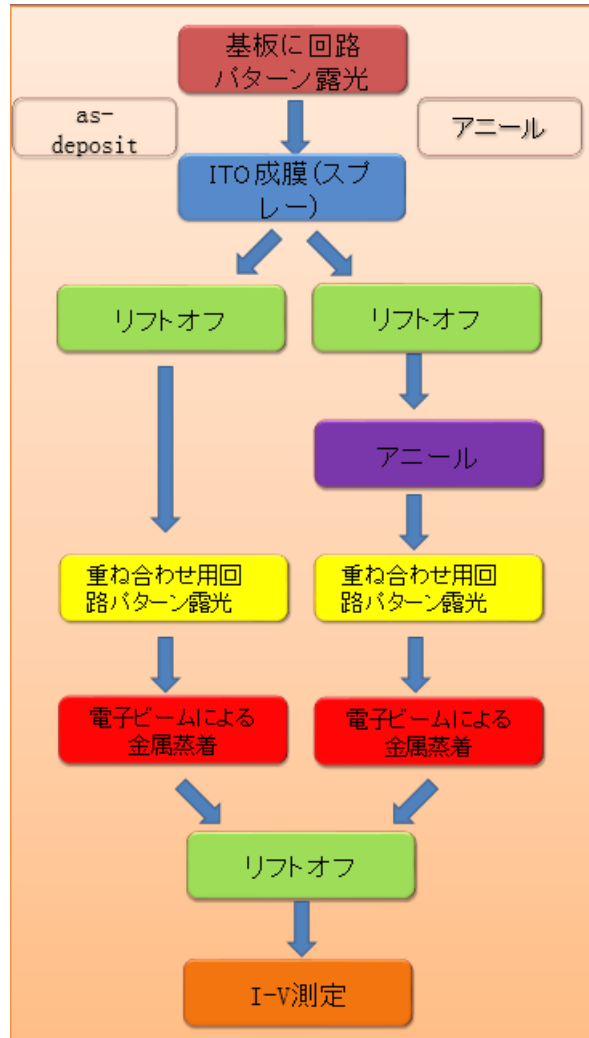 基板に回路
パターン露光
as-
deposit
アニール
ITO成膜(スプ
レー)
リフトオフ
リフトオフ
アニール
重ね合わせ用回
路パターン露光
重ね合わせ用回
路パターン露光
電子ビームによる
金属蒸着
電子ビームによる
金属蒸着
リフトオフ
I-V測定